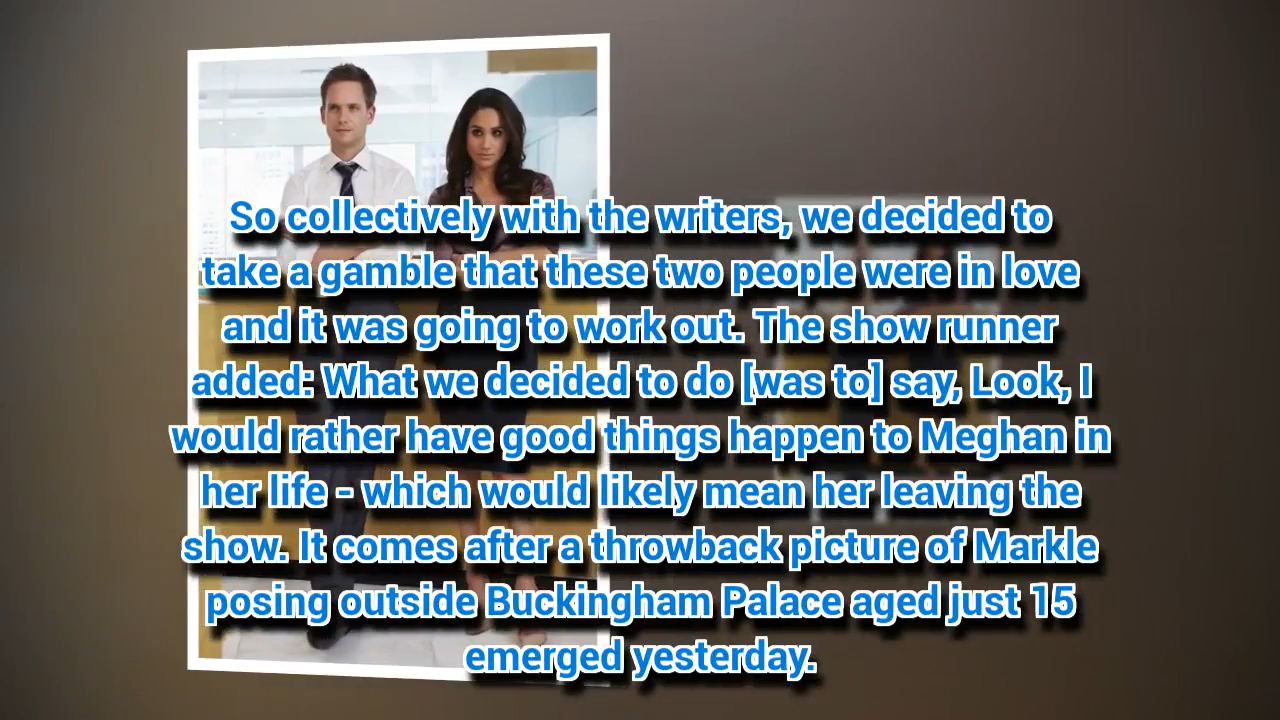 So collectively with the writers, we decided to
take a gamble that these two people were in love
and it was going to work out. The show runner
added: What we decided to do [was to] say, Look, I
would rather have good things happen to Meghan in
her life - which would likely mean her leaving the
show. It comes after a throwback picture of Markle
posing outside Buckingham Palace aged just 15
emerged yesterday.